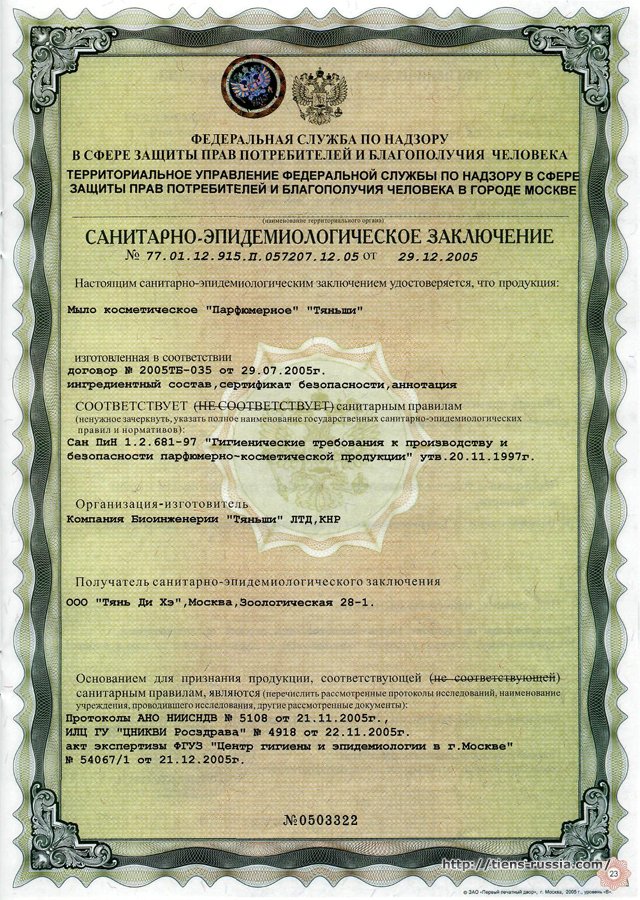 ФЕДЕРАЛЬНАЯ СЛУЖБА ПО НАДЗОРУ
В СФЕРЕ ЗАЩИТЫ ПРАВ ПОТРЕБИТЕЛЕЙ И БЛАГОПОЛУЧИЯ ЧЕЛОВЕКА
ТЕРРИТОРИАЛЬНОЕ УПРАВЛЕНИЕ ФЕДЕРАЛЬНОЙ СЛУЖБЫ ПО НАДЗОРУ В СФЕРЕ
ЗАЩИТЫ ПРАВ ПОТРЕБИТЕЛЕЙ И БЛАГОПОЛУЧИЯ ЧЕЛОВЕКА В ГОРОДЕ МОСКВЕ
(наименование территориального органа)
САНИТАРНО-ЭПИДЕМИОЛОГИЧЕСКОЕ ЗАКЛЮЧЕНИЕ
№ 77.01.12.915.П.057207.12.05 от 29.12.2005
Настоящим санитарно-эпидемиологическим заключением удостоверяется, что продукция:
Мыло косметическое "Парфюмерное" "Тяньши"
изготовленная в соответствии
договор № 2005ТБ-035 от 29.07.2005г.
ингредиентный состав,сертификат безопасности,аннотация
СООТВЕТСТВУЕТ (НЕ СООТВЕТСТВУЕТ) санитарным правилам
(ненужное зачеркнуть, указать полное наименование государственных санитарно-эпидемиологических
правил и нормативов):
Сан ПиН 1.2.681-97 "Гигиенические требования к производству и
безопасности парфюмерно-косметической продукции" утв.20.11.1997г.
Организация-изготовитель
Компания Биоинженерии "Тяньши" ЛТД,КНР
Получатель санитарно-эпидемиологического заключения
ООО "Тянь Ди Хэ",Москва,Зоологическая 28-1.
Основанием для признания продукции, соответствующей (не соответствующей)
санитарным правилам, являются (перечислить рассмотренные протоколы исследований, наименование
учреждения, проводившего исследования, другие рассмотренные документы):
Протоколы АНО НИИСНДВ № 5108 от 21.11.2005г.,
ИЛЦ ГУ "ЦНИКВИ Росздрава" № 4918 от 22.11.2005г.
акт экспертизы ФГУЗ "Центр гигиены и эпидемиологии в г.Москве"
№ 54067/1 от 21.12.2005г.
№0503322
http://tiens-russia.com/
23
© ЗАО «Первый печатный двор», г. Москва, 2005 г., уровень «В».